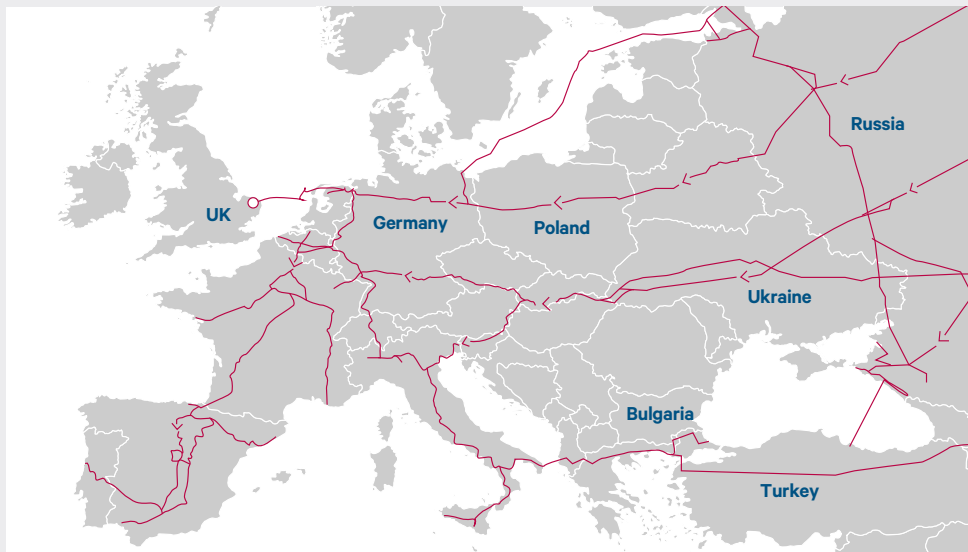 Russia
UK
Germany
Poland
Ukraine
Bulgaria
Turkey